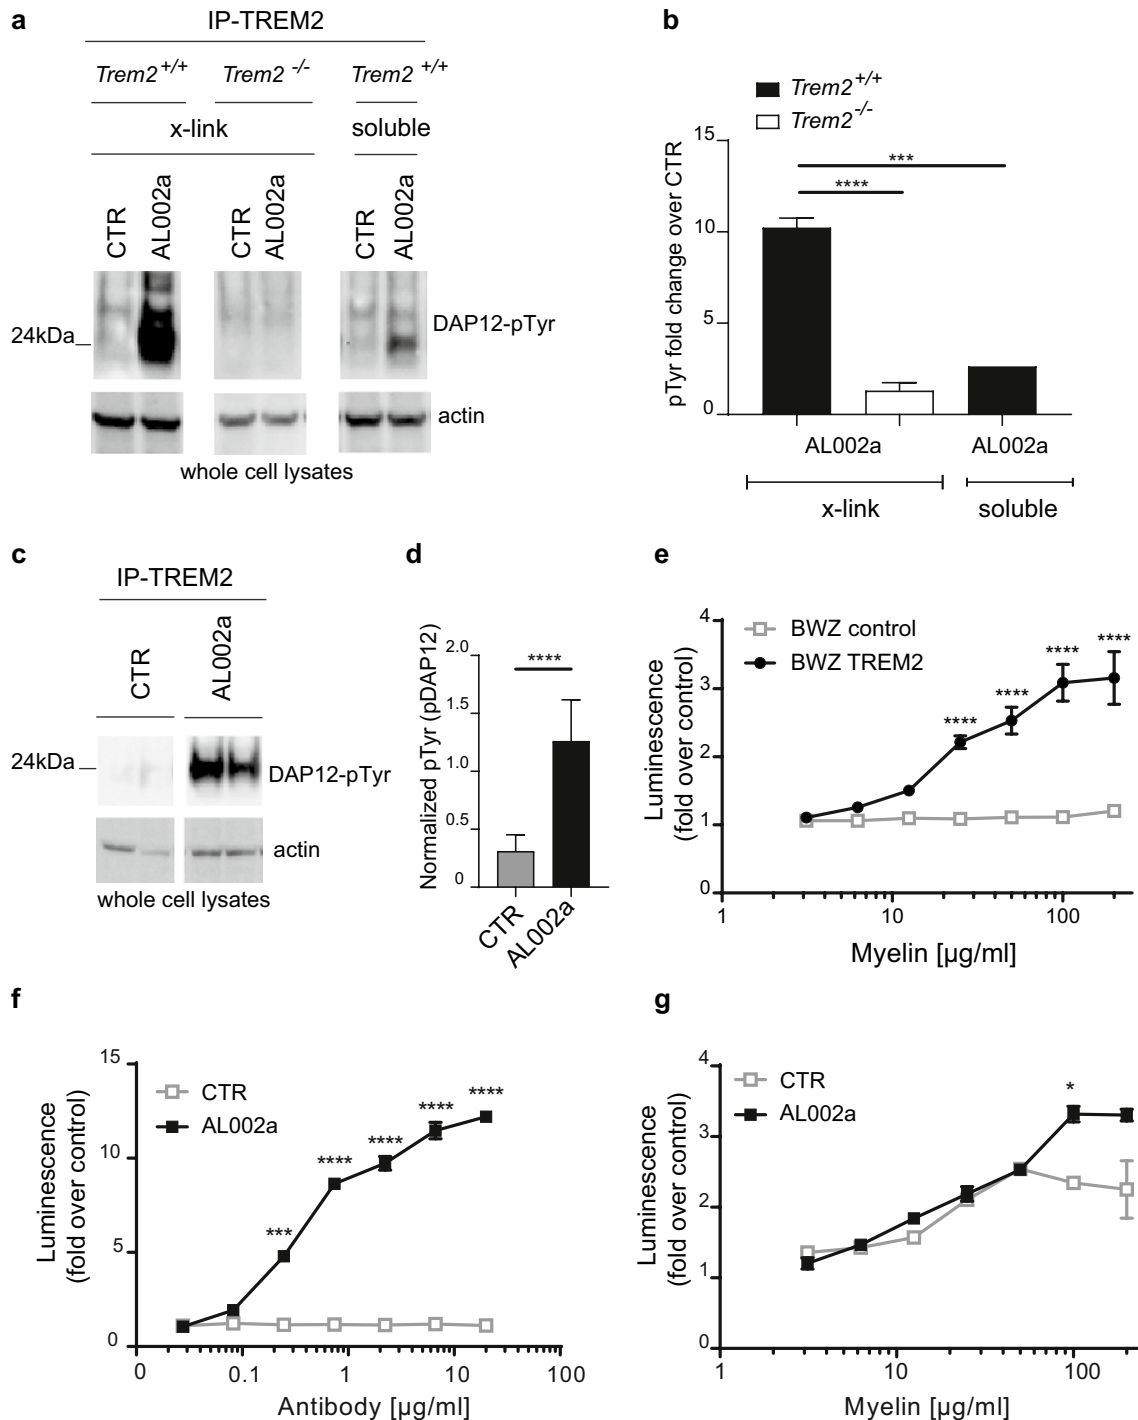 a
IP-TREM2
Trem2 +/+ Trem2 -/- Trem2 +/+
x-link soluble
CTR AL002a CTR AL002a CTR AL002a
24kDa
DAP12-pTyr
actin
whole cell lysates
b
Trem2+/+
Trem2-/-
pTyr fold change over CTR
15
10
5
0
***
****
AL002a AL002a
x-link soluble
c
IP-TREM2
CTR AL002a
24kDa
DAP12-pTyr
actin
whole cell lysates
d
Normalized pTyr (pDAP12)
2.0
1.5
1.0
0.5
0
****
CTR
AL002a
e
BWZ control
BWZ TREM2
Luminescence
(fold over control)
4
3
2
1
0
**** **** **** ****
1 10 100
Myelin [µg/ml]
f
CTR
AL002a
Luminescence
(fold over control)
15
10
5
0
*** **** **** **** ****
0 0.1 1 10 100
Antibody [µg/ml]
g
CTR
AL002a
Luminescence
(fold over control)
4
3
2
1
0
*
1 10 100
Myelin [µg/ml]